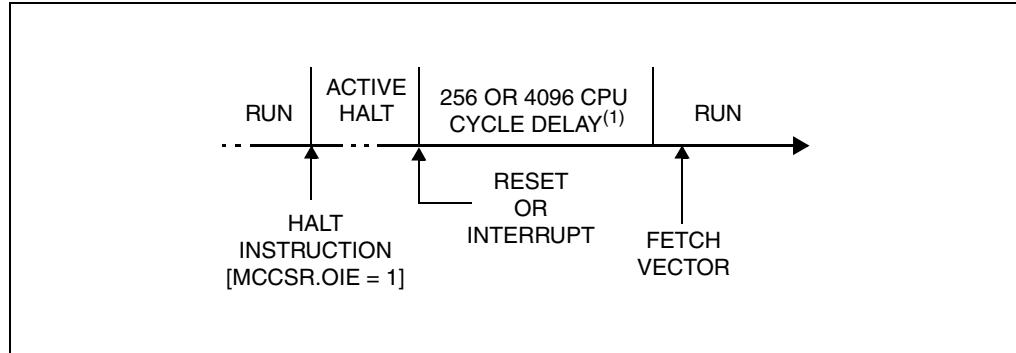 RUN
ACTIVE
HALT
256 OR 4096 CPU
CYCLE DELAY(1)
RUN
HALT
INSTRUCTION
[MCCSR.OIE = 1]
RESET
OR
INTERRUPT
FETCH
VECTOR